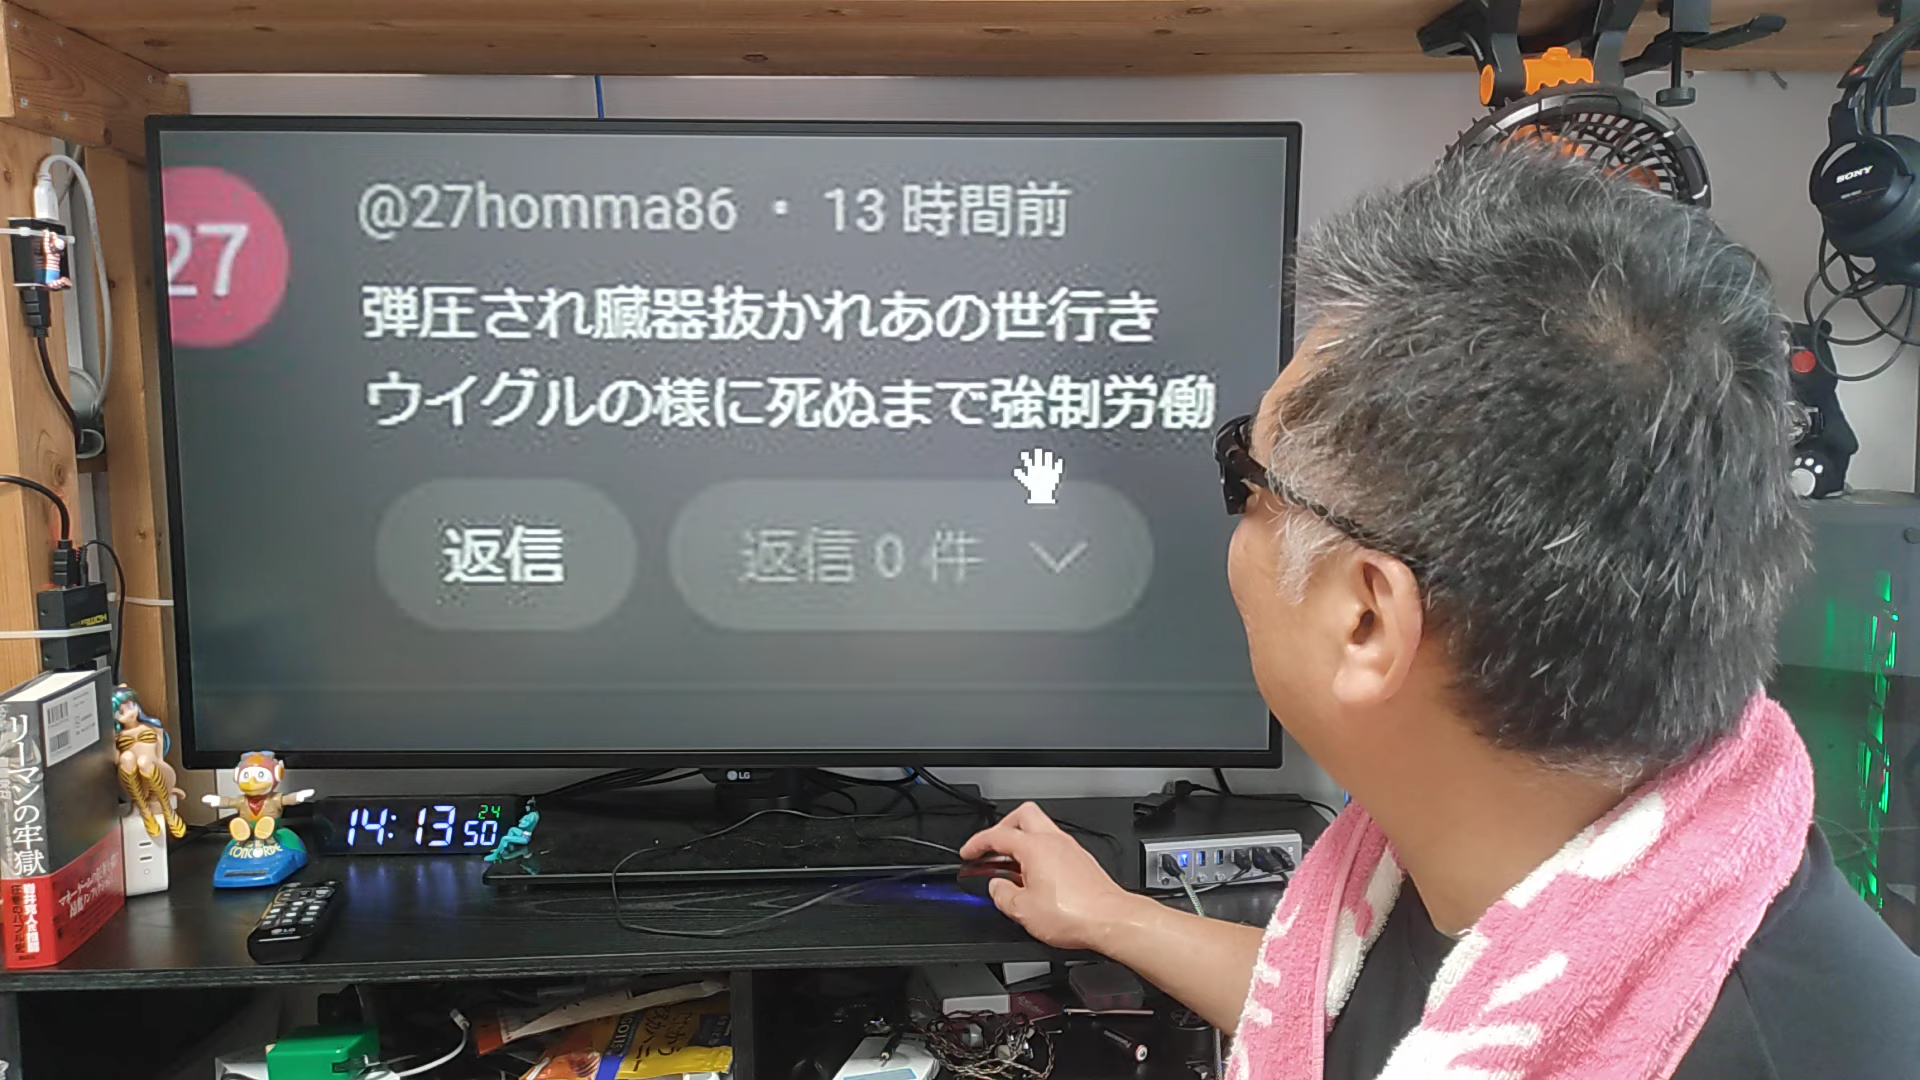 27
@27homma86 · 13 時間前
弾圧され臓器抜かれあの世行き
ウイグルの様に死ぬまで強制労働
返信
返信 0 件
LG
SONY
リーマンの牢獄
CONCORDE
14:13 50
24
LG